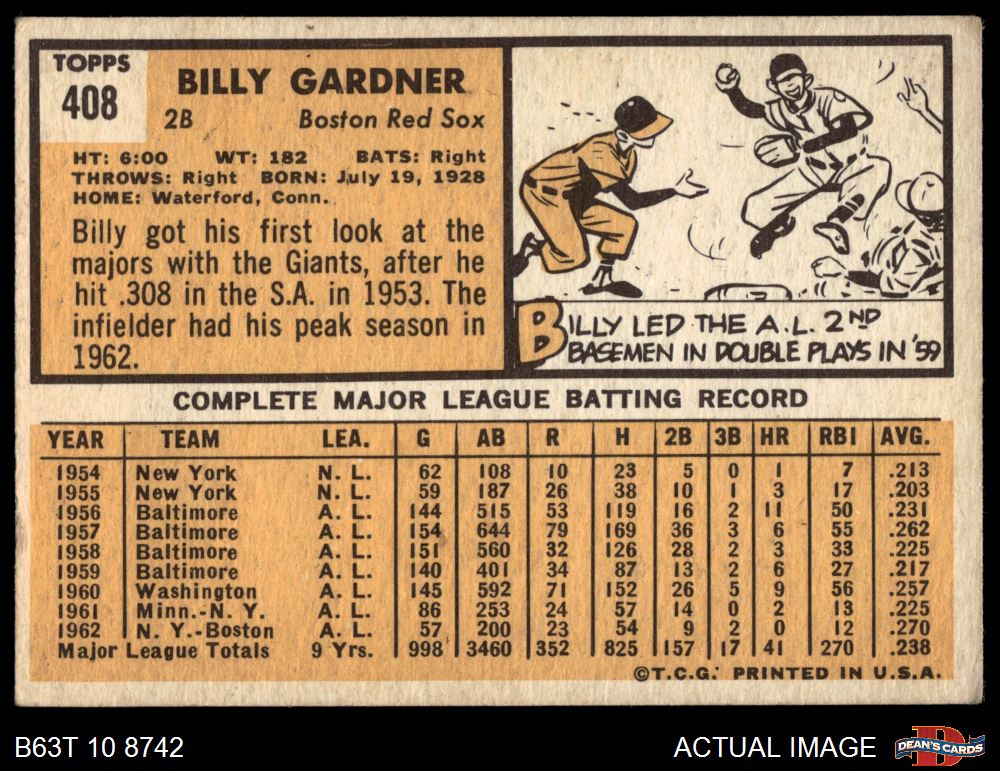 TOPPS
408
BILLY GARDNER
2B Boston Red Sox
HT: 6:00 WT: 182 BATS: Right
THROWS: Right BORN: July 19, 1928
HOME: Waterford, Conn.
Billy got his first look at the
majors with the Giants, after he
hit .308 in the S.A. in 1953. The
infielder had his peak season in
1962.
BILLY LED THE A.L. 2ND
BASEMEN IN DOUBLE PLAYS IN '59
COMPLETE MAJOR LEAGUE BATTING RECORD
YEAR TEAM LEA. G AB R H 2B 3B HR RBI AVG.
1954 New York N. L. 62 108 10 23 5 0 1 7 .213
1955 New York N. L. 59 187 26 38 10 1 3 17 .203
1956 Baltimore A. L. 144 515 53 119 16 2 11 50 .231
1957 Baltimore A. L. 154 644 79 169 36 3 6 55 .262
1958 Baltimore A. L. 151 560 32 126 28 2 3 33 .225
1959 Baltimore A. L. 140 401 34 87 13 2 6 27 .217
1960 Washington A. L. 145 592 71 152 26 5 9 56 .257
1961 Minn.-N. Y. A. L. 86 253 24 57 14 0 2 13 .225
1962 N. Y.-Boston A. L. 57 200 23 54 9 2 0 12 .270
Major League Totals 9 Yrs. 998 3460 352 825 157 17 41 270 .238
©T.C.G. PRINTED IN U.S.A.
B63T 10 8742 ACTUAL IMAGE D DEAN'S CARDS